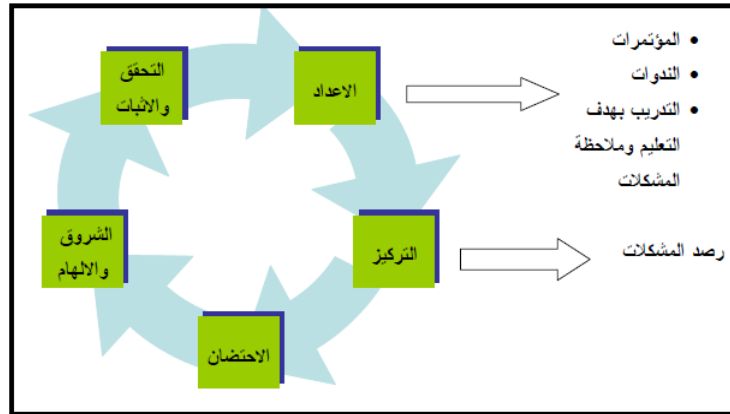 التحقق
والاثبات
الاعداد
• المؤتمرات
• الندوات
• التدريب بهدف
التعليم وملاحظة
المشكلات
الشروق
والالهام
التركيز
رصد المشكلات
الاحتضان